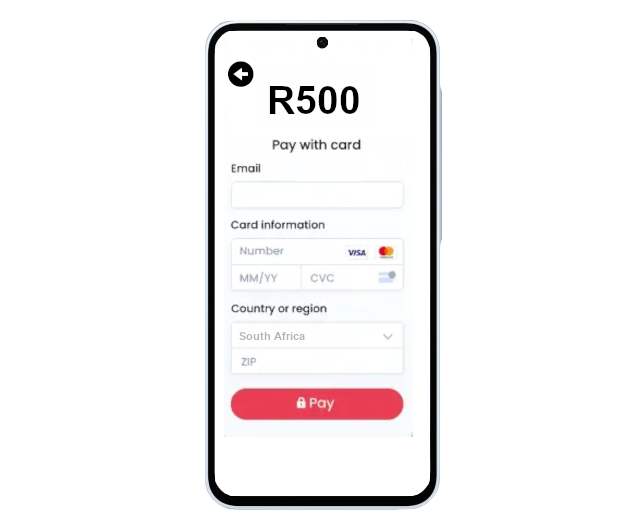 R500
Pay with card
Email
Card information
Number VISA
MM/YY CVC
Country or region
South Africa
ZIP
Pay